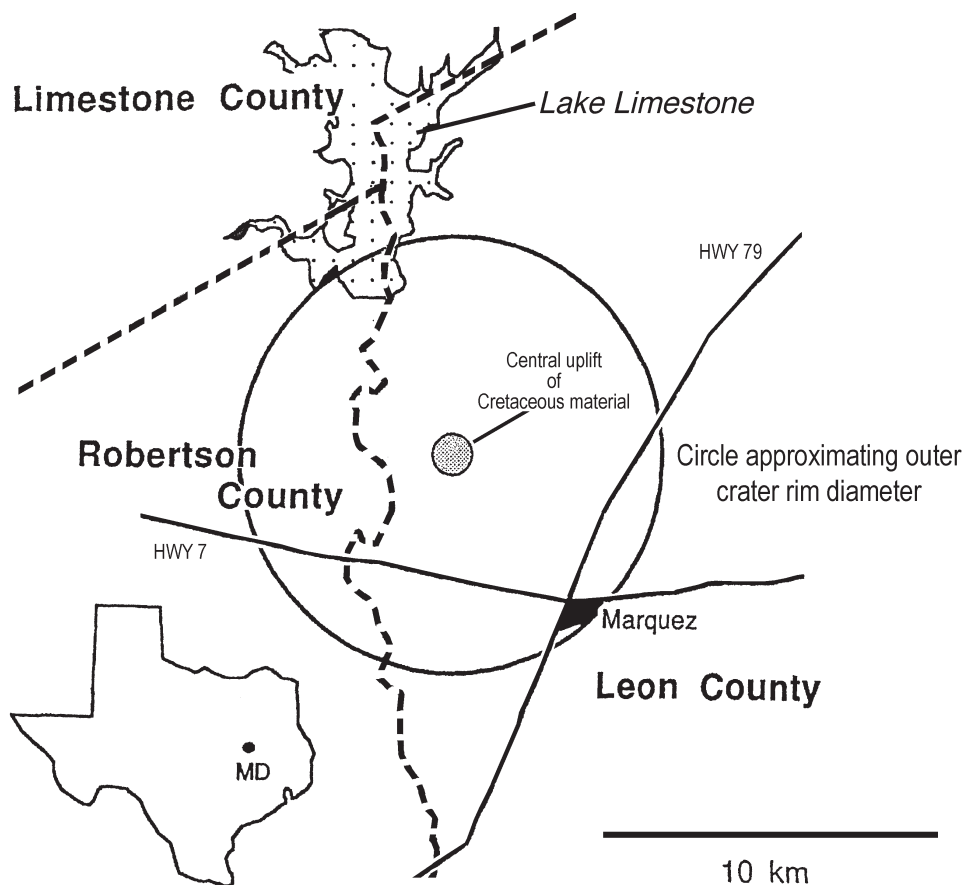 Limestone County
Lake Limestone
HWY 79
Central uplift
of
Cretaceous material
Robertson
County
Circle approximating outer
crater rim diameter
HWY 7
Marquez
Leon County
MD
10 km